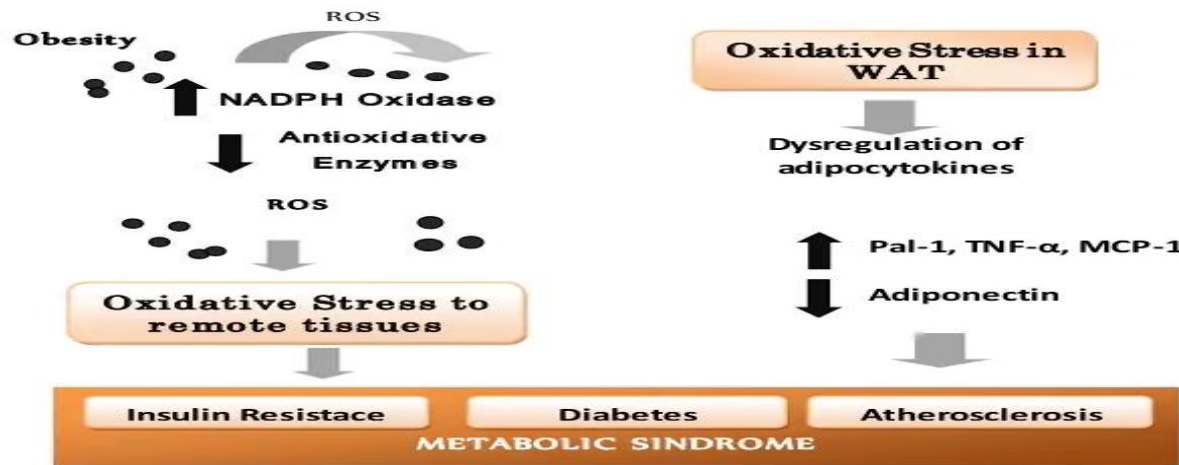 ROS
Obesity
NADPH Oxidase
Antioxidative
Enzymes
ROS
Oxidative Stress to
remote tissues
Oxidative Stress in
WAT
Dysregulation of
adipocytokines
Pal-1, TNF-α, MCP-1
Adiponectin
Insulin Resistace
Diabetes
Atherosclerosis
METABOLIC SINDROME